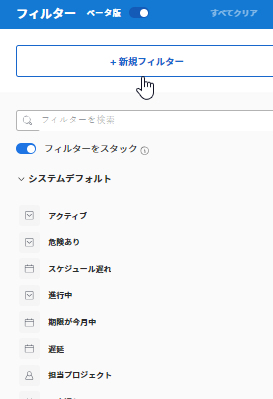 フィルター ベータ版 すべてクリア
+ 新規フィルター
フィルターを検索
フィルターをスタック
システムデフォルト
アクティブ
危険あり
スケジュール遅れ
進行中
期限が今月中
遅延
担当プロジェクト